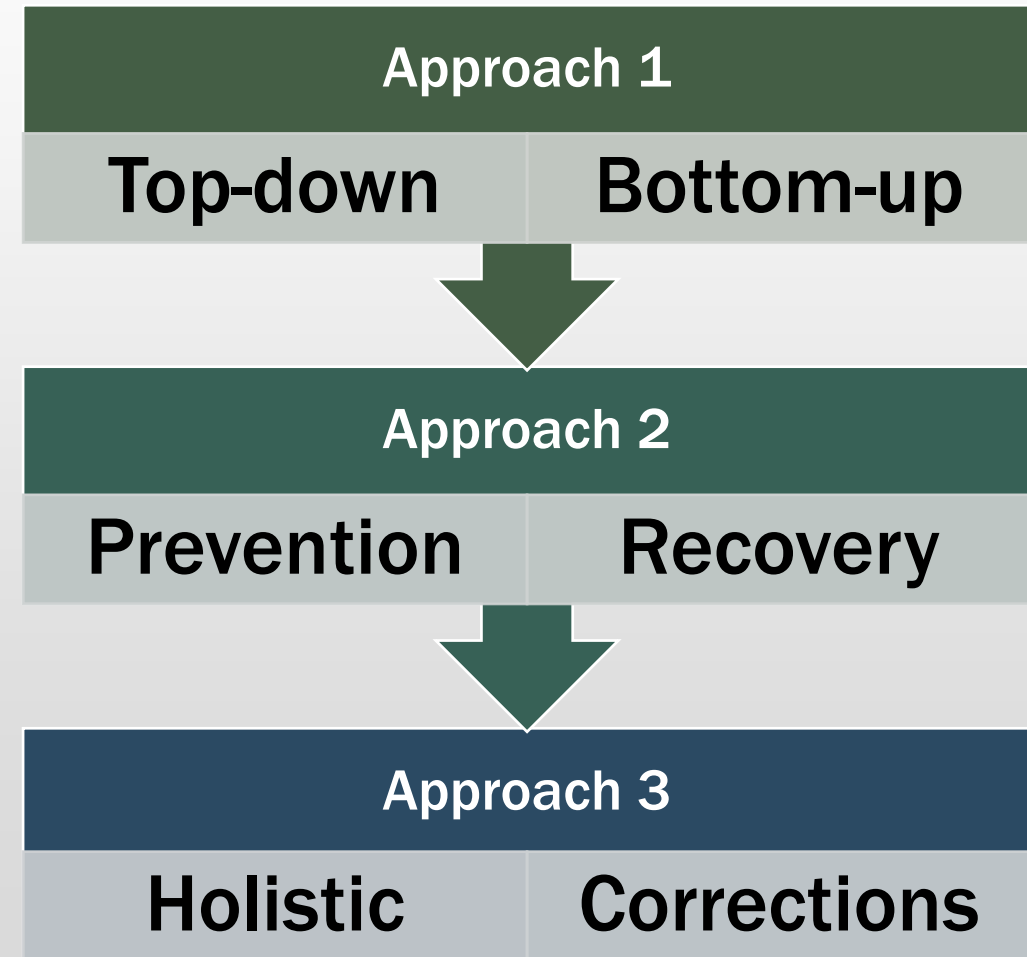 Approach 1
Top-down Bottom-up
Approach 2
Prevention Recovery
Approach 3
Holistic Corrections